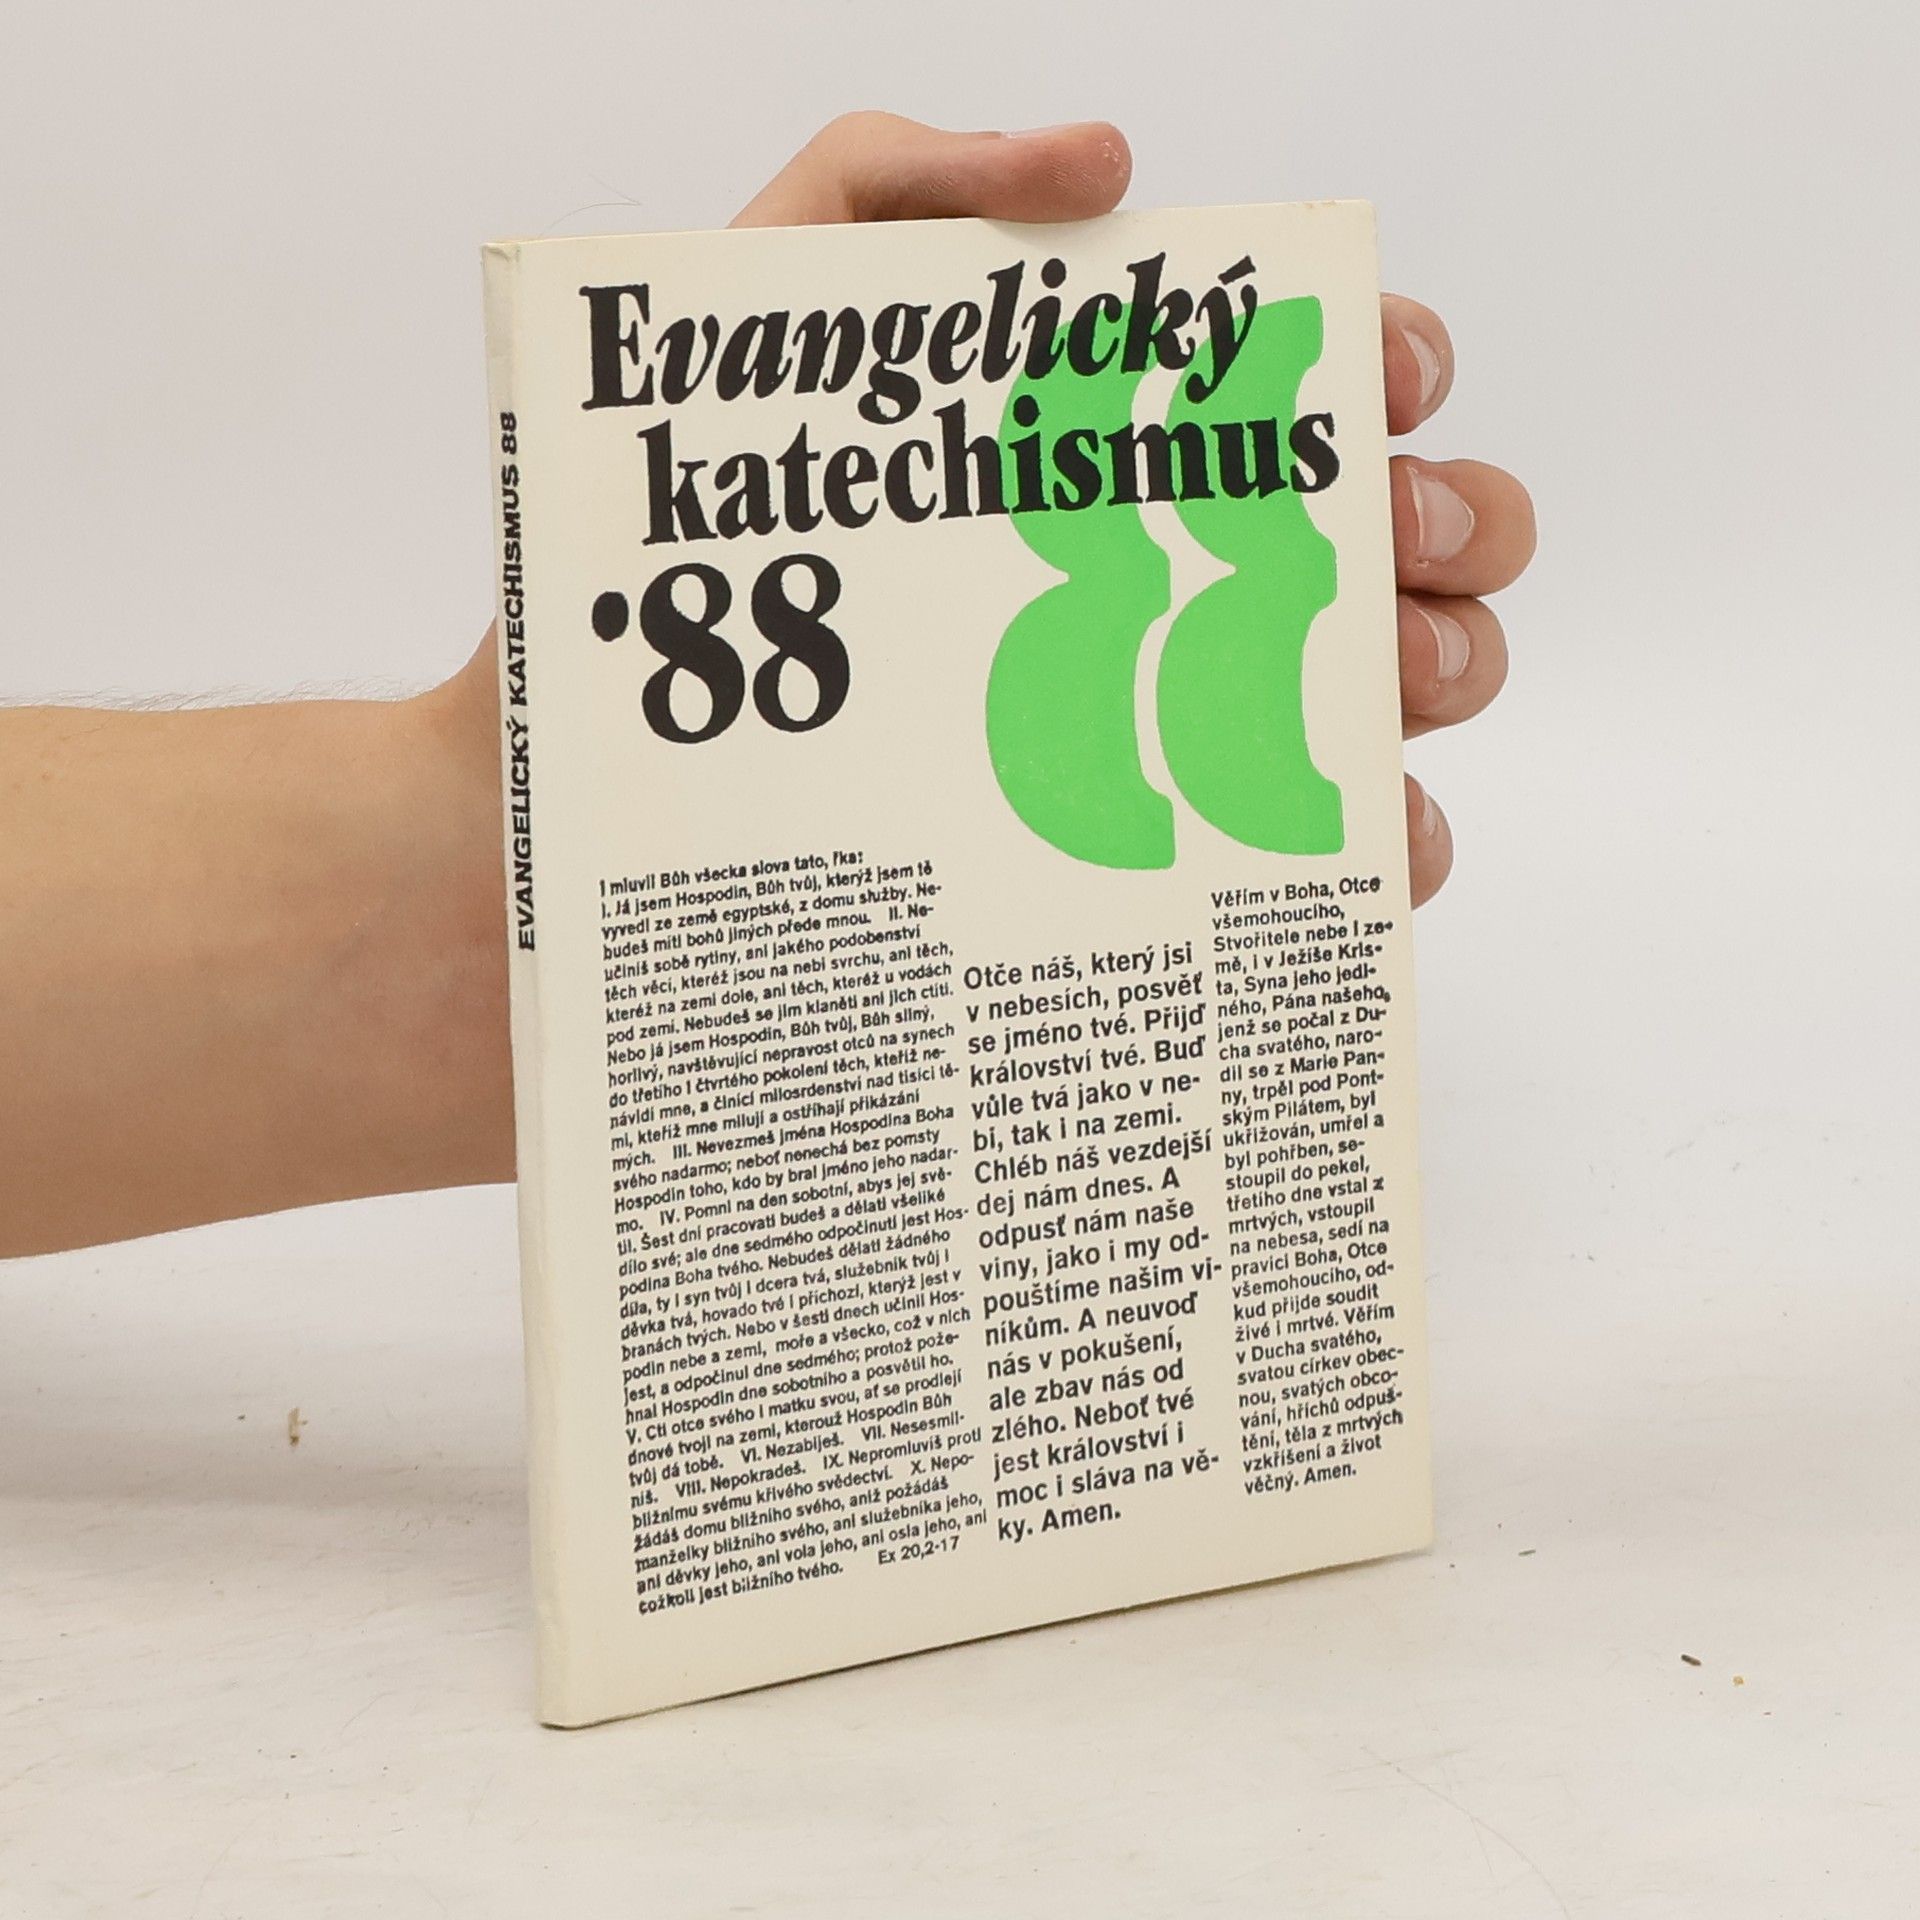 EVANGELICKÝ KATECHISMUS 88
Evangelický
katechismus
'88
I mluvil Bůh všecka slova tato, řka:
I. Já jsem Hospodin, Bůh tvůj, kterýž jsem tě
vyvedl ze země egyptské, z domu služby. Ne-
budeš míti bohů jiných přede mnou. II. Ne-
učiníš sobě rytiny, ani jakého podobenství
těch věcí, kteréž jsou na nebi svrchu, ani těch,
kteréž na zemi dole, ani těch, kteréž u vodách
pod zemí. Nebudeš se jim klaněti ani jich ctíti.
Nebo já jsem Hospodin, Bůh tvůj, Bůh silný,
horlivý, navštěvující nepravost otců na synech
do třetího i čtvrtého pokolení těch, kteříž ne-
návidí mne, a činící milosrdenství nad tisíci tě-
mi, kteříž mne milují a ostříhají přikázání
mých. III. Nevezmeš jména Hospodina Boha
svého nadarmo; neboť nenechá bez pomsty
Hospodin toho, kdo by bral jméno jeho nadar-
mo. IV. Pomni na den sobotní, abys jej svě-
til. Šest dní pracovati budeš a dělati všeliké
dílo své; ale dne sedmého odpočinutí jest Hos-
podina Boha tvého. Nebudeš dělati žádného
díla, ty i syn tvůj i dcera tvá, služebník tvůj i
děvka tvá, hovado tvé i příchozí, kterýž jest v
branách tvých. Nebo v šesti dnech učinil Hos-
podin nebe a zemi, moře a všecko, což v nich
jest, a odpočinul dne sedmého; protož pože-
hnal Hospodin dne sobotního a posvětil ho.
V. Cti otce svého i matku svou, ať se prodlejí
dnové tvoji na zemi, kterouž Hospodin Bůh
tvůj dá tobě. VI. Nezabiješ. VII. Nesesmil-
níš. VIII. Nepokradeš. IX. Nepromluvíš proti
bližnímu svému křivého svědectví. X. Nepo-
žádáš domu bližního svého, aniž požádáš
manželky bližního svého, ani služebníka jeho,
ani děvky jeho, ani vola jeho, ani osla jeho, ani
cožkoli jest bližního tvého. Ex 20,2-17
Otče náš, který jsi
v nebesích, posvěť
se jméno tvé. Přijď
království tvé. Buď
vůle tvá jako v ne-
bi, tak i na zemi.
Chléb náš vezdejší
dej nám dnes. A
odpusť nám naše
viny, jako i my od-
pouštíme našim vi-
níkům. A neuvoď
nás v pokušení,
ale zbav nás od
zlého. Neboť tvé
jest království i
moc i sláva na vě-
ky. Amen.
Věřím v Boha, Otce
všemohoucího,
Stvořitele nebe i ze-
mě, i v Ježíše Kris-
ta, Syna jeho jedi-
ného, Pána našeho,
jenž se počal z Du-
cha svatého, naro-
dil se z Marie Pan-
ny, trpěl pod Pont-
ským Pilátem, byl
ukřižován, umřel a
byl pohřben, se-
stoupil do pekel,
třetího dne vstal z
mrtvých, vstoupil
na nebesa, sedí na
pravici Boha, Otce
všemohoucího, od-
kud přijde soudit
živé i mrtvé. Věřím
v Ducha svatého,
svatou církev obec-
nou, svatých obco-
vání, hříchů odpuš-
tění, těla z mrtvých
vzkříšení a život
věčný. Amen.